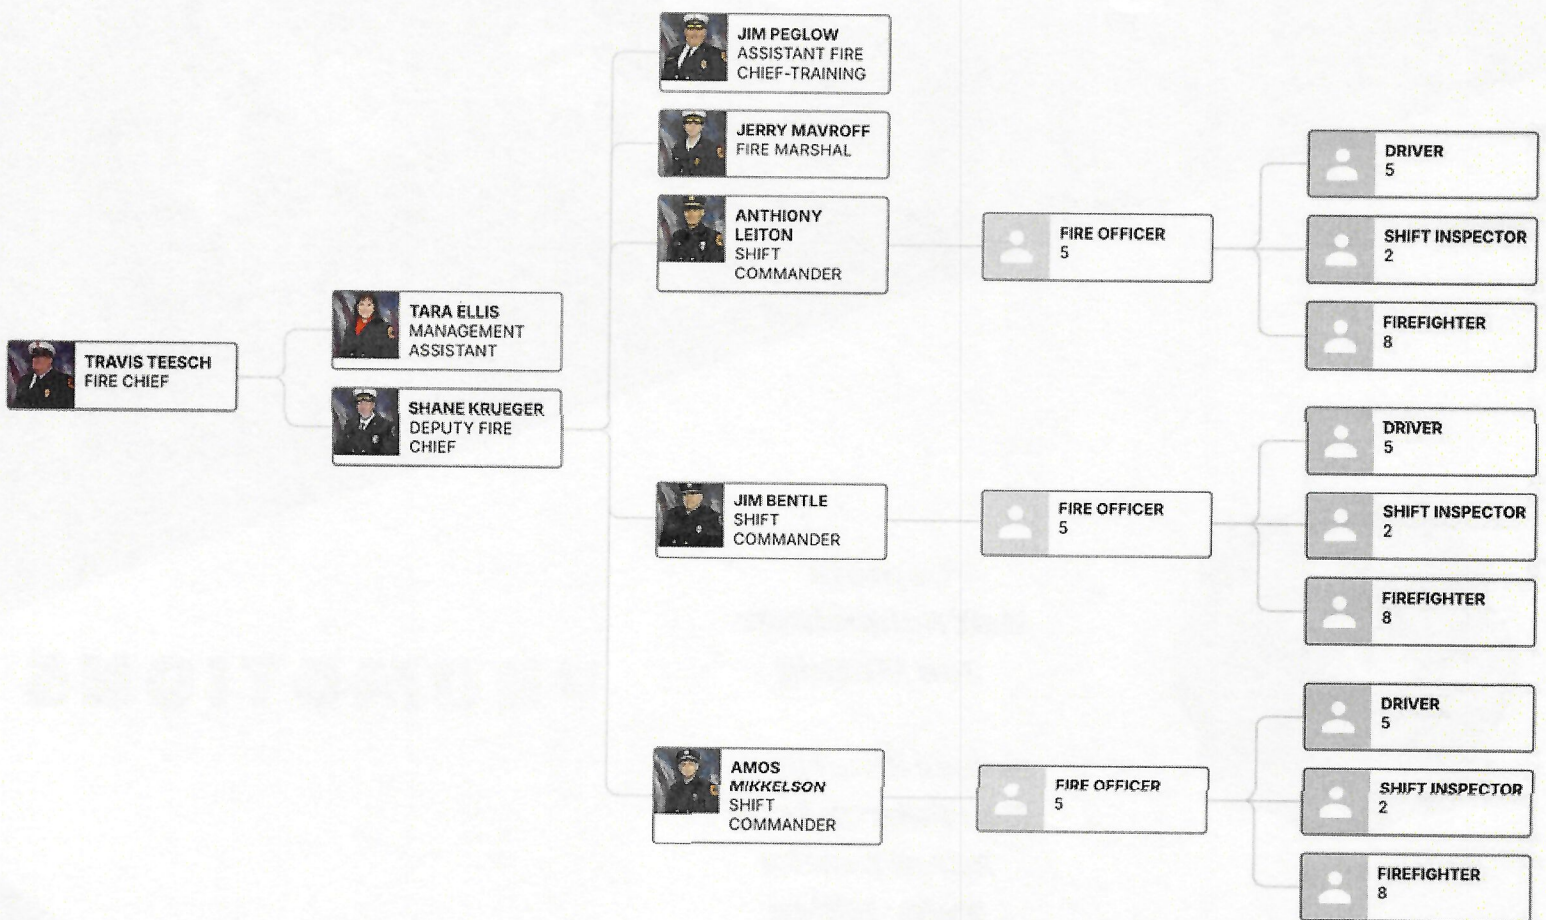 TRAVIS TEESCH
FIRE CHIEF
TARA ELLIS
MANAGEMENT
ASSISTANT
SHANE KRUEGER
DEPUTY FIRE
CHIEF
JIM PEGLOW
ASSISTANT FIRE
CHIEF-TRAINING
JERRY MAVROFF
FIRE MARSHAL
ANTHIONY
LEITON
SHIFT
COMMANDER
FIRE OFFICER
5
DRIVER
5
SHIFT INSPECTOR
2
FIREFIGHTER
8
JIM BENTLE
SHIFT
COMMANDER
FIRE OFFICER
5
DRIVER
5
SHIFT INSPECTOR
2
FIREFIGHTER
8
AMOS
MIKKELSON
SHIFT
COMMANDER
FIRE OFFICER
5
DRIVER
5
SHIFT INSPECTOR
2
FIREFIGHTER
8